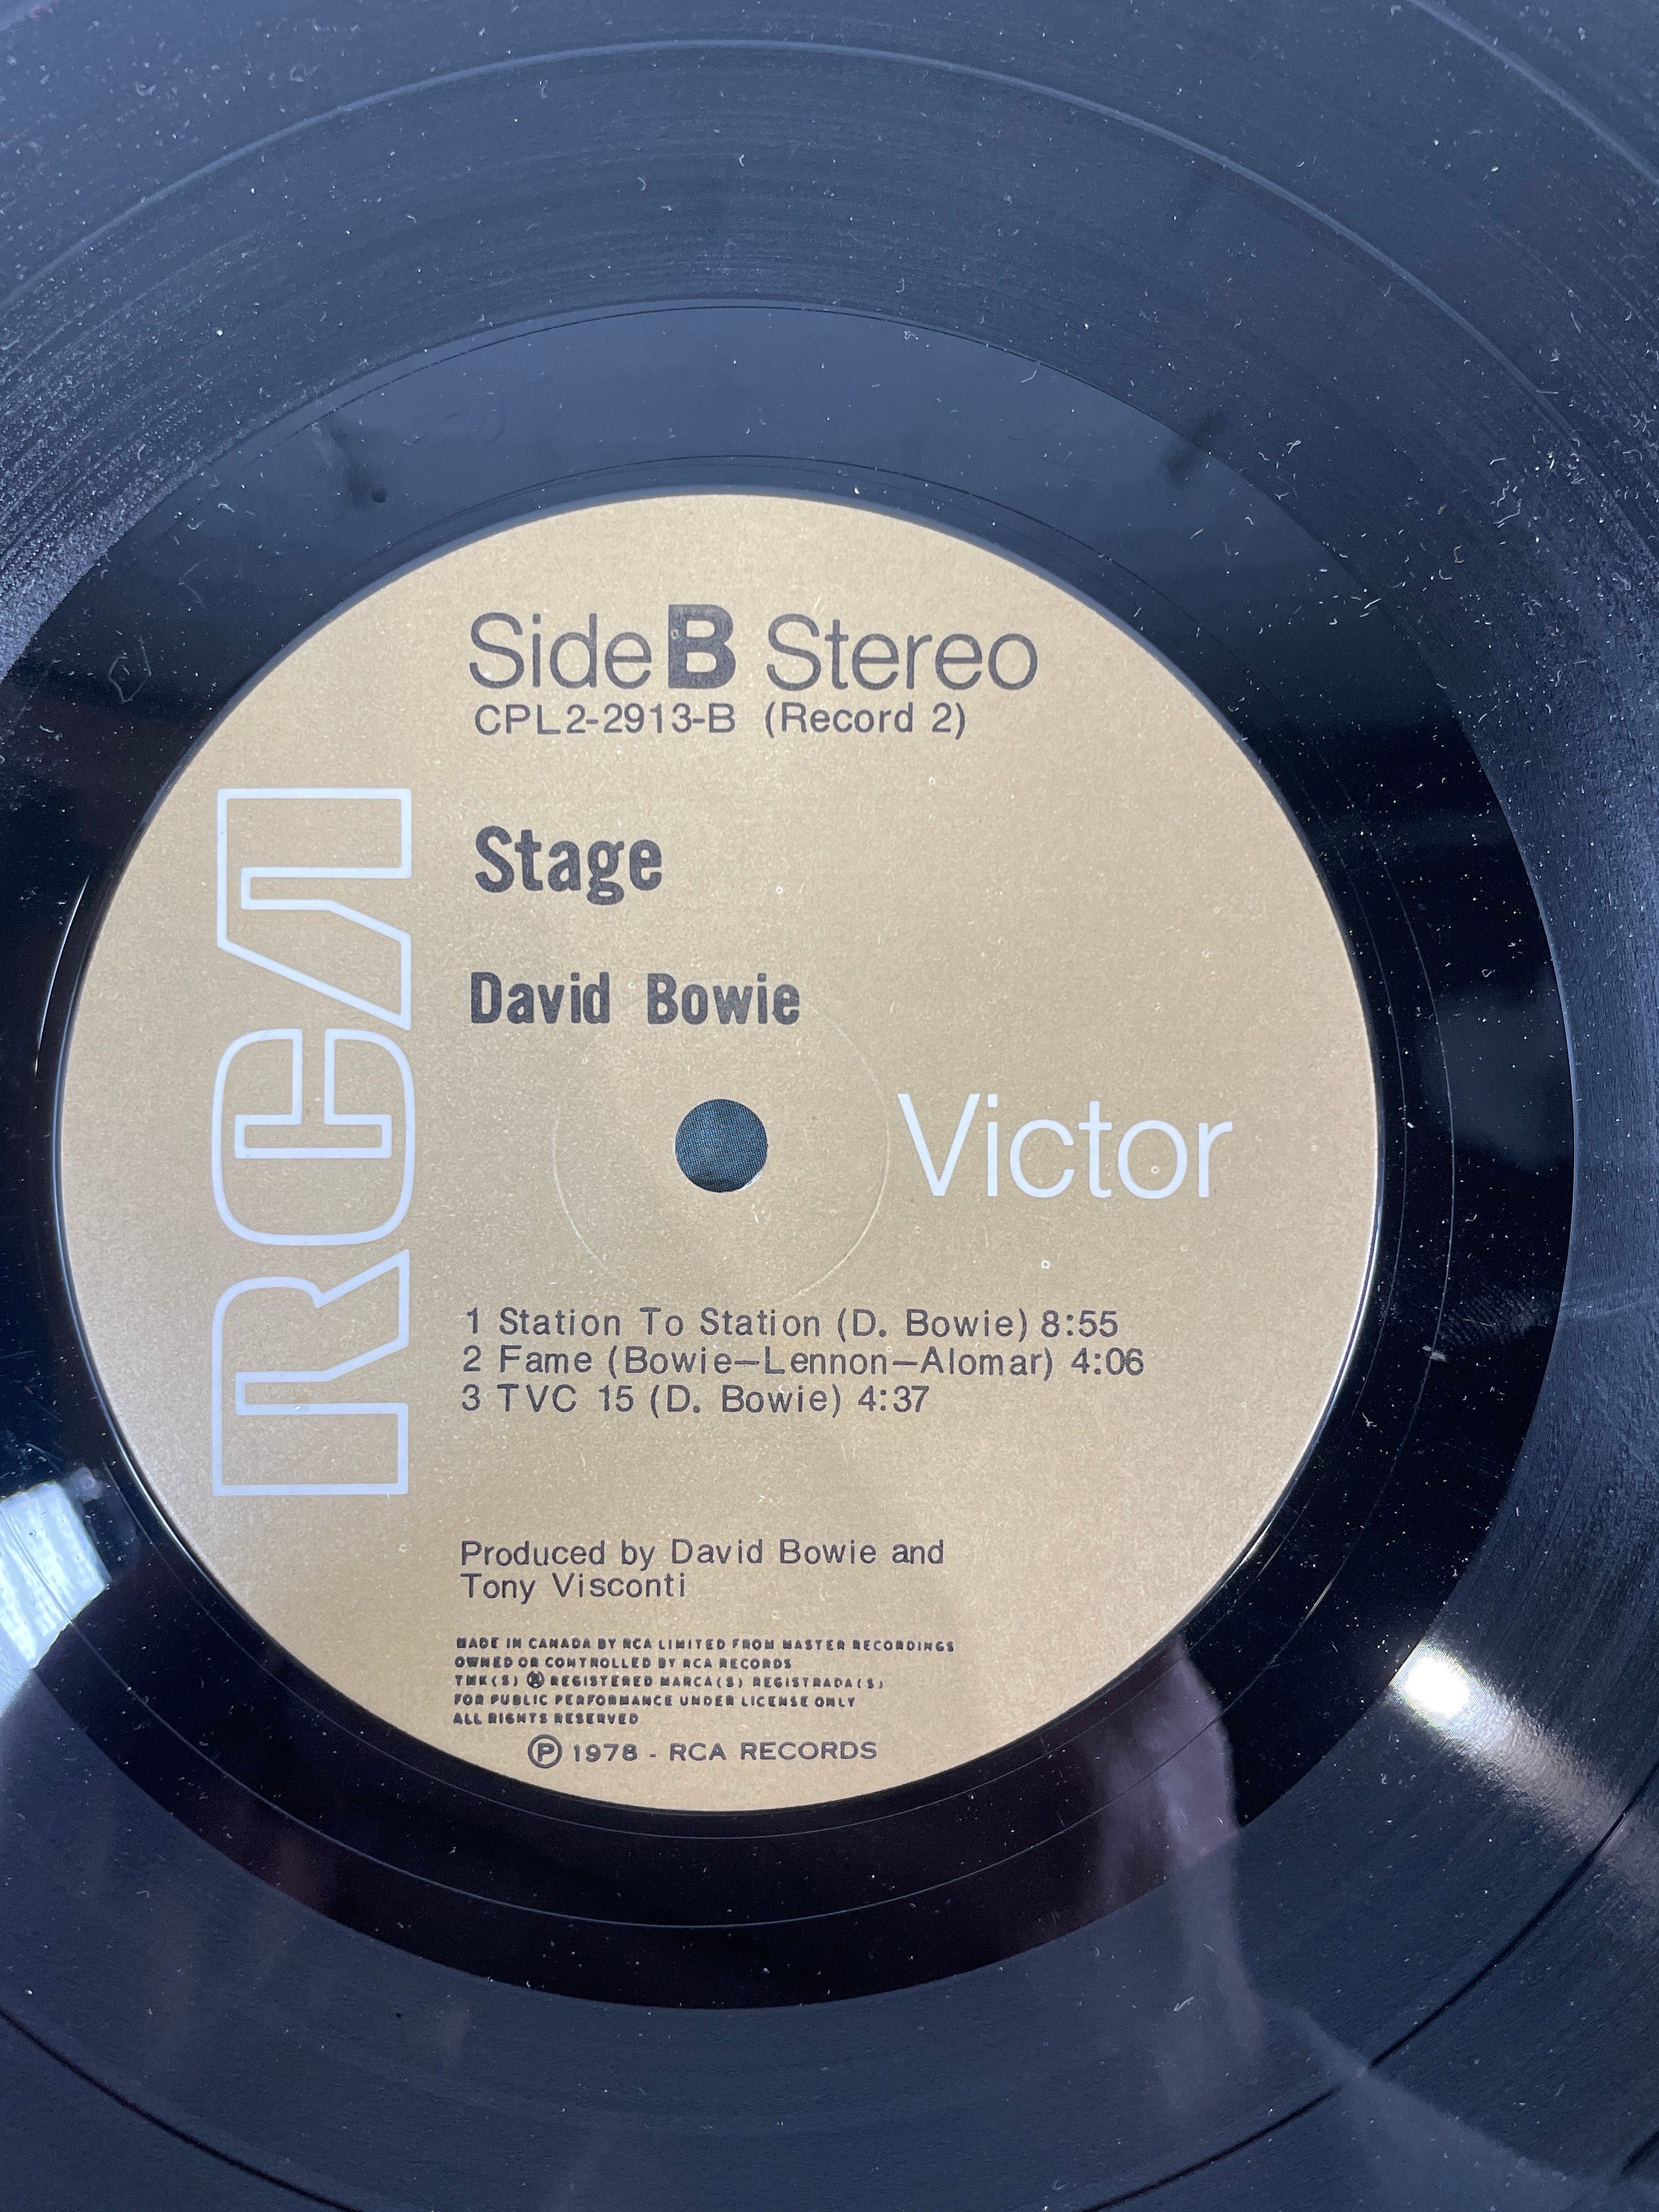 Side B Stereo
CPL2-2913-B (Record 2)
Stage
David Bowie
RCA
Victor
1 Station To Station (D. Bowie) 8:55
2 Fame (Bowie—Lennon—Alomar) 4:06
3 TVC 15 (D. Bowie) 4:37
Produced by David Bowie and
Tony Visconti
MADE IN CANADA BY RCA LIMITED FROM MASTER RECORDINGS
OWNED OR CONTROLLED BY RCA RECORDS
TMK(S) ® REGISTERED MARCA(S) REGISTRADA(S)
FOR PUBLIC PERFORMANCE UNDER LICENSE ONLY
ALL RIGHTS RESERVED
℗ 1978 - RCA RECORDS